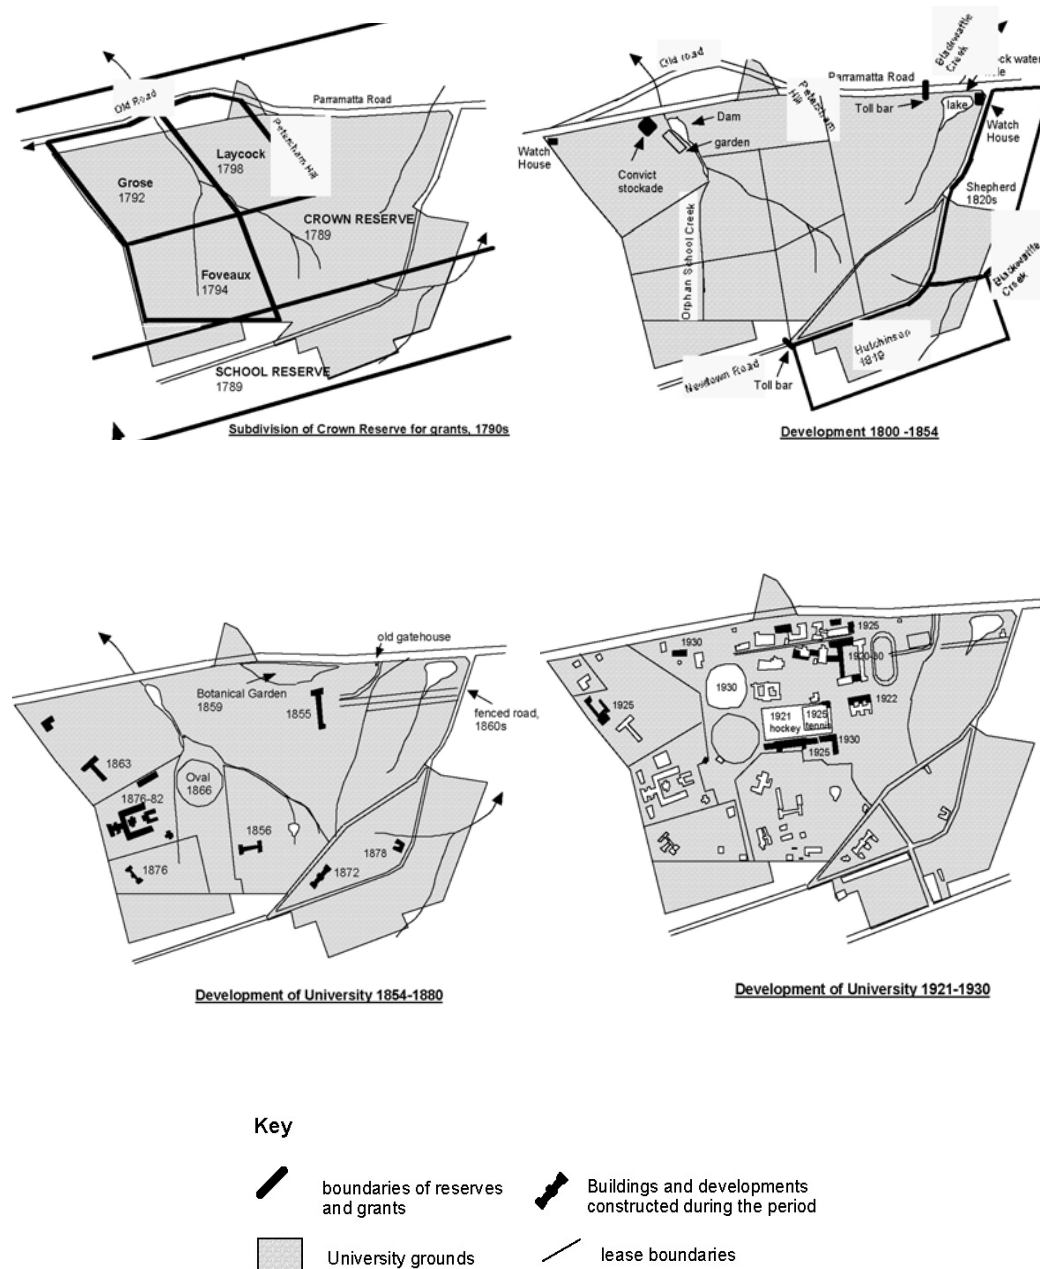 Old Road
Parramatta Road
Petersham Hill
Laycock
1798
Grose
1792
CROWN RESERVE
1789
Foveaux
1794
SCHOOL RESERVE
1789
Subdivision of Crown Reserve for grants, 1790s
Old road
Petersham
Hill
Parramatta Road
Blackwattle
Creek
ock water
Toll bar
lake
Watch
House
Dam
garden
Watch
House
Convict
stockade
Shepherd
1820s
Orphan School Creek
Blackwattle
Creek
Hutchinson
1819
Newtown Road
Toll bar
Development 1800 -1854
old gatehouse
Botanical Garden
1859
1855
fenced road,
1860s
1863
Oval
1866
1876-82
1856
1878
1876
1872
Development of University 1854-1880
1925
1930
1920-30
1930
1922
1926
1921
hockey
1925
tennis
1930
1925
Development of University 1921-1930
Key
boundaries of reserves
and grants
Buildings and developments
constructed during the period
University grounds
lease boundaries